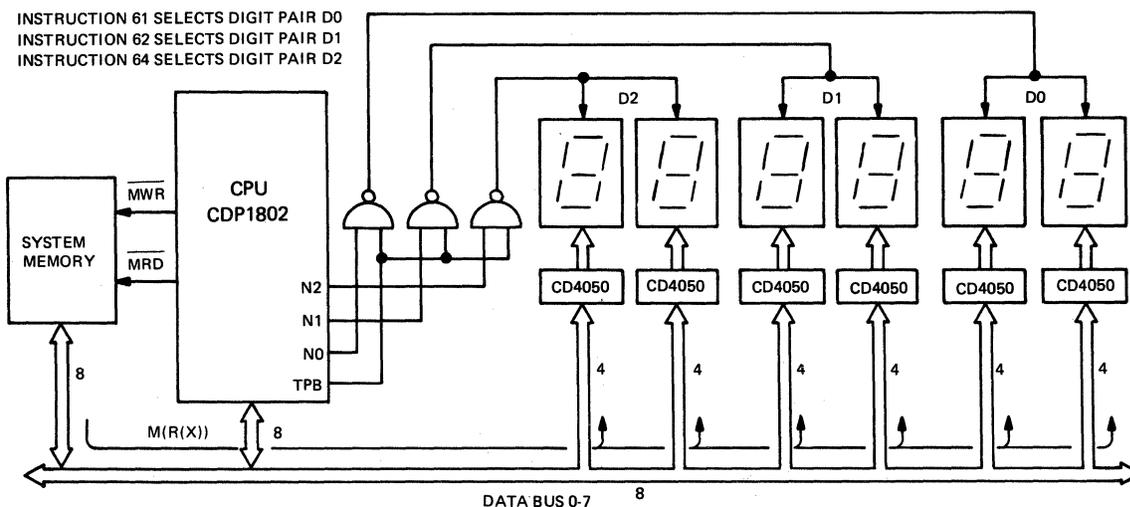 INSTRUCTION 61 SELECTS DIGIT PAIR D0
INSTRUCTION 62 SELECTS DIGIT PAIR D1
INSTRUCTION 64 SELECTS DIGIT PAIR D2
D2
D1
D0
MWR
CPU
CDP1802
SYSTEM
MEMORY
MRD
N2
N1
N0
TPB
CD4050
CD4050
CD4050
CD4050
CD4050
CD4050
8
4
4
4
4
4
4
M(R(X))
8
DATA BUS 0-7
8